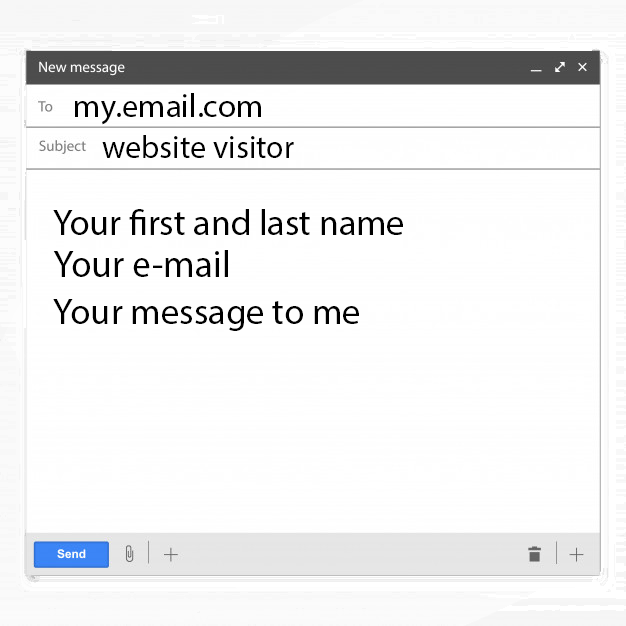 New message
To my.email.com
Subject website visitor
Your first and last name
Your e-mail
Your message to me
Send